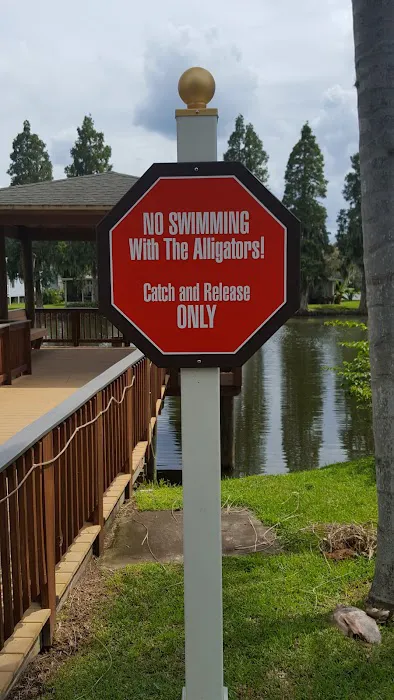 NO SWIMMING
With The Alligators!
Catch and Release
ONLY